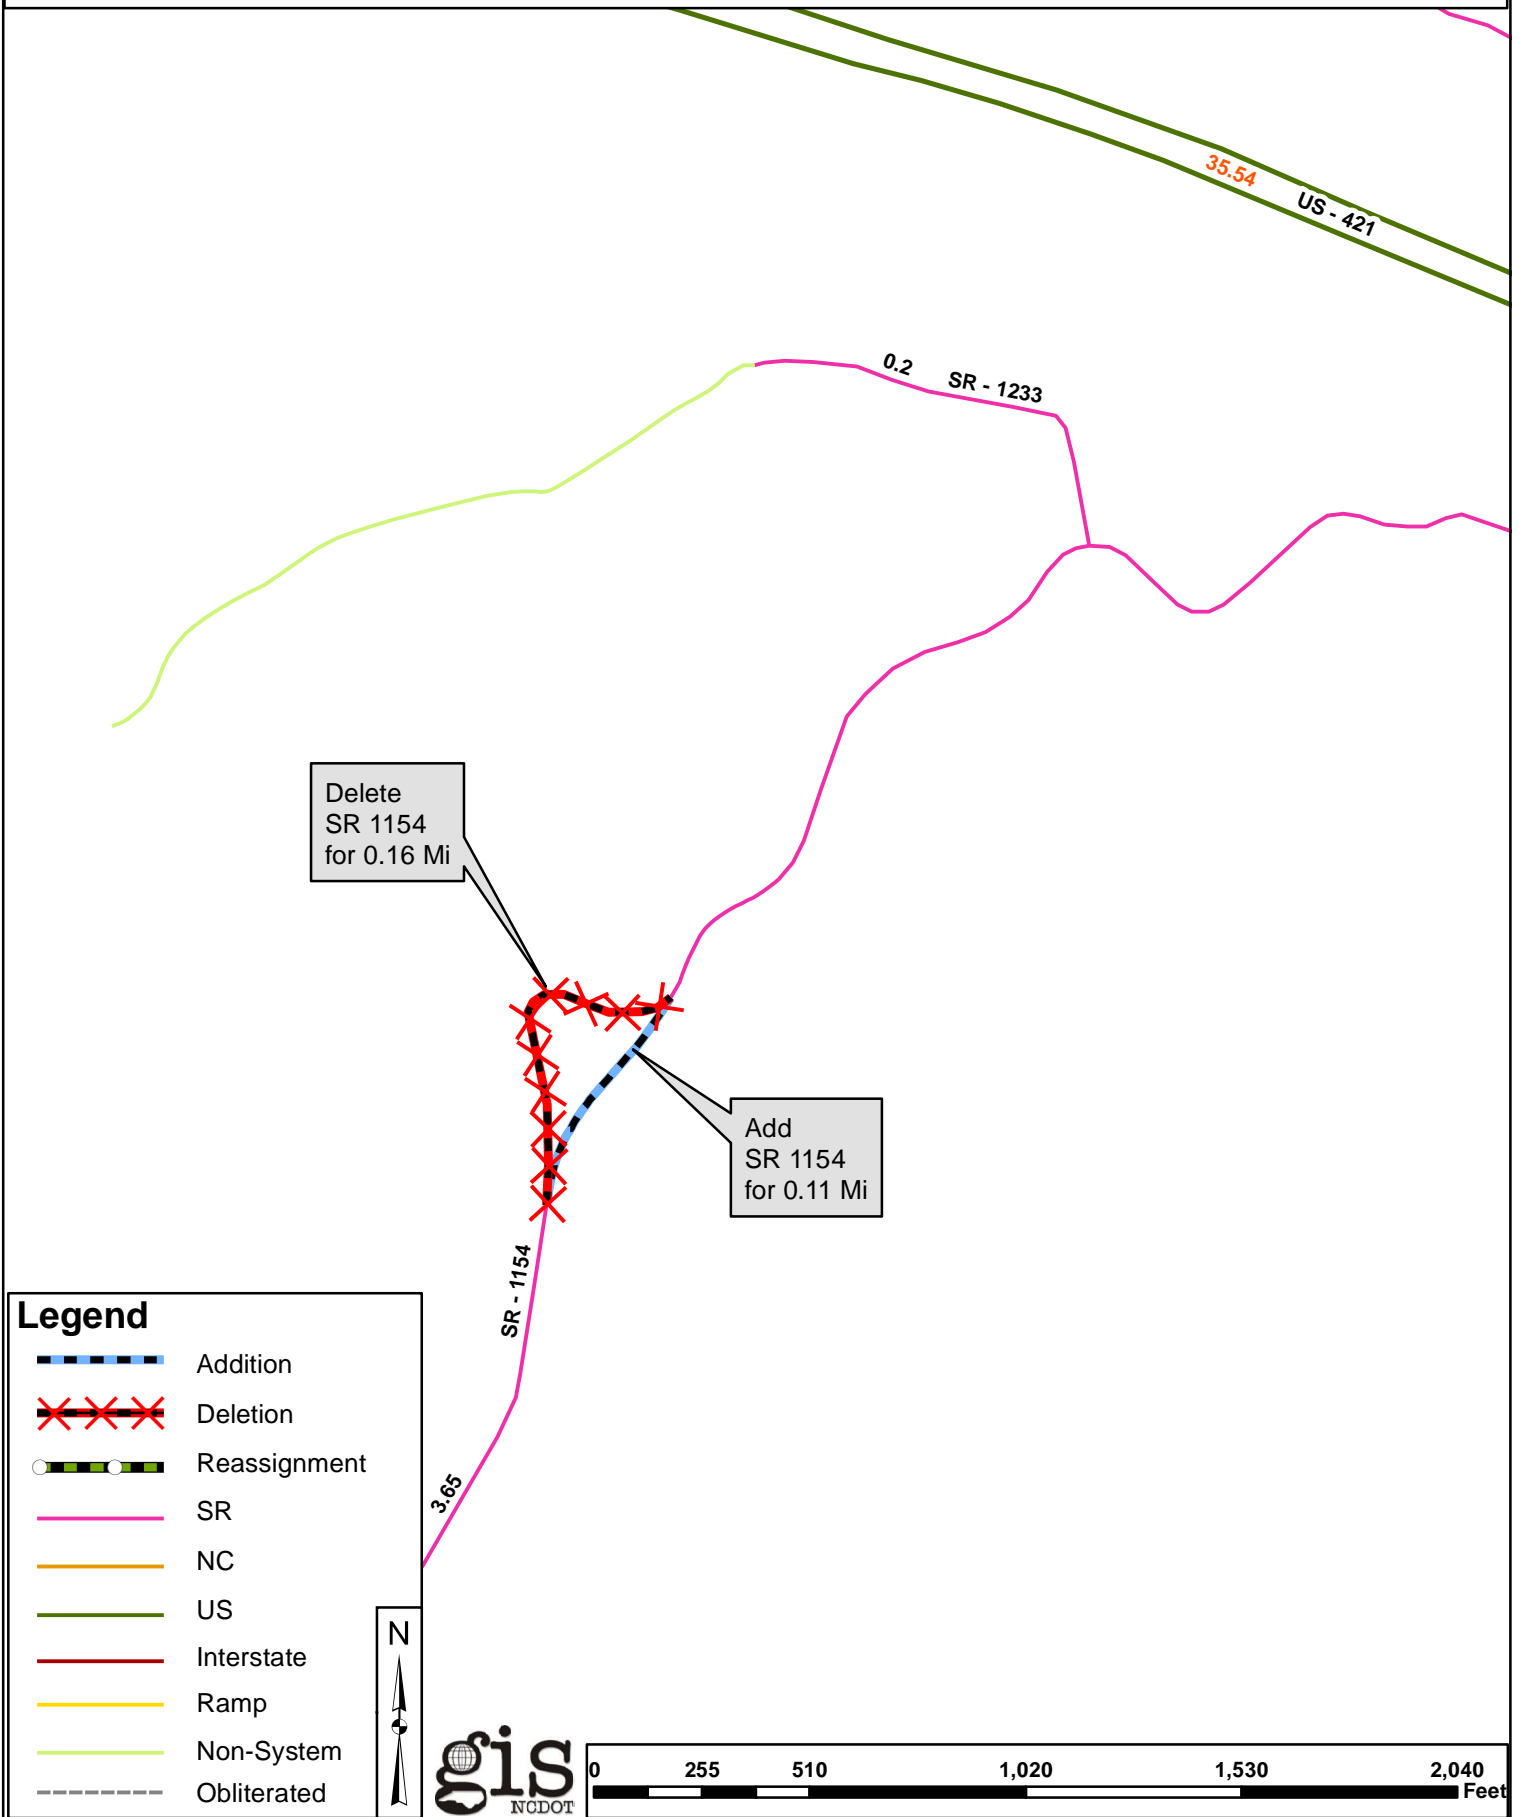 35.54
US - 421
0.2
SR - 1233
Delete
SR 1154
for 0.16 Mi
Add
SR 1154
for 0.11 Mi
SR - 1154
3.65
Legend
Addition
Deletion
Reassignment
SR
NC
US
Interstate
Ramp
Non-System
Obliterated
N
gis
NCDOT
0 255 510 1,020 1,530 2,040
Feet